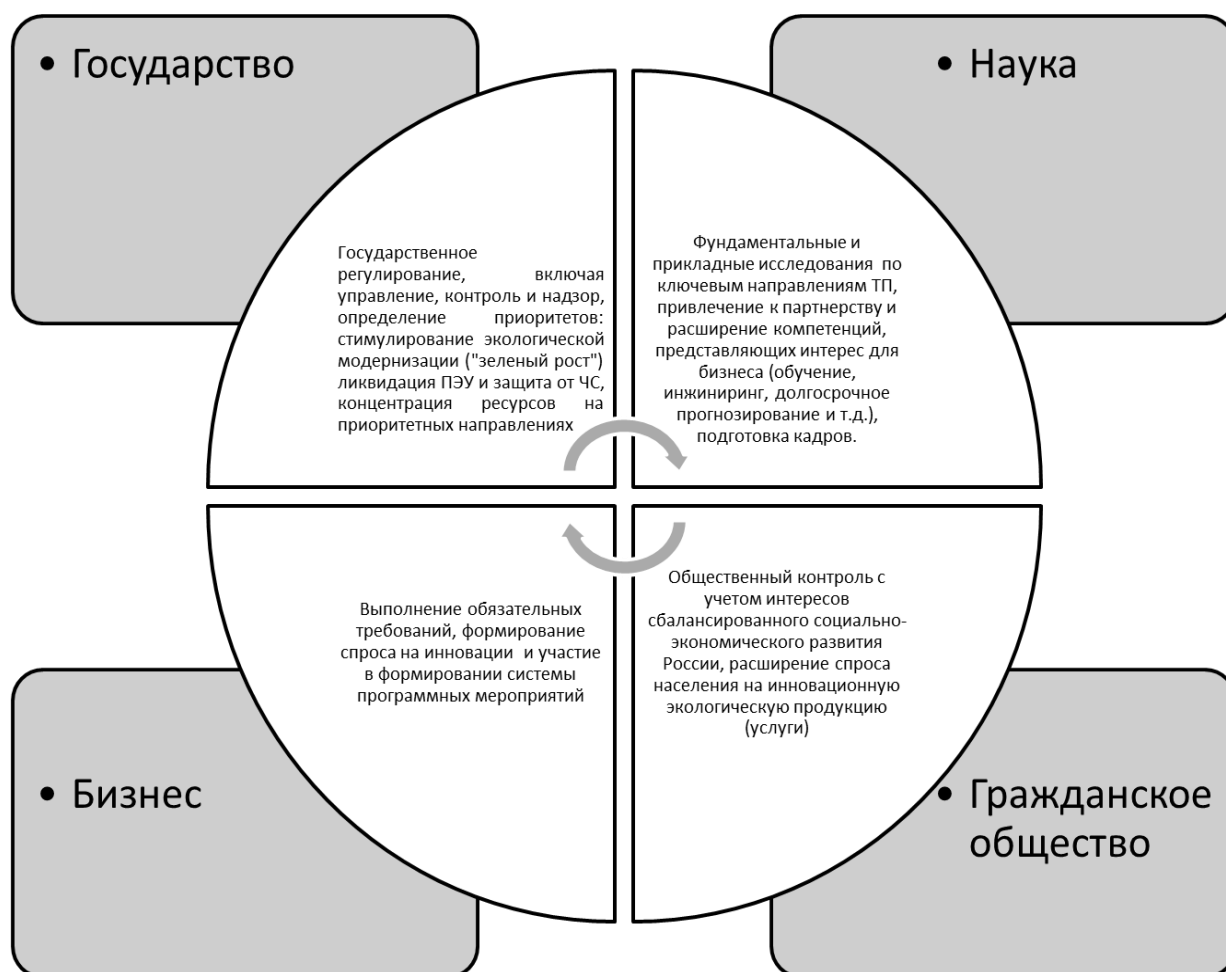 • Государство
Государственное
регулирование, включая
управление, контроль и надзор,
определение приоритетов:
стимулирование экологической
модернизации ("зеленый рост")
ликвидация ПЭУ и защита от ЧС,
концентрация ресурсов на
приоритетных направлениях
• Наука
Фундаментальные и
прикладные исследования по
ключевым направлениям ТП,
привлечение к партнерству и
расширение компетенций,
представляющих интерес для
бизнеса (обучение,
инжиниринг, долгосрочное
прогнозирование и т.д.),
подготовка кадров.
Выполнение обязательных
требований, формирование
спроса на инновации и участие
в формировании системы
программных мероприятий
• Бизнес
Общественный контроль с
учетом интересов
сбалансированного социально-
экономического развития
России, расширение спроса
населения на инновационную
экологическую продукцию
(услуги)
• Гражданское
общество